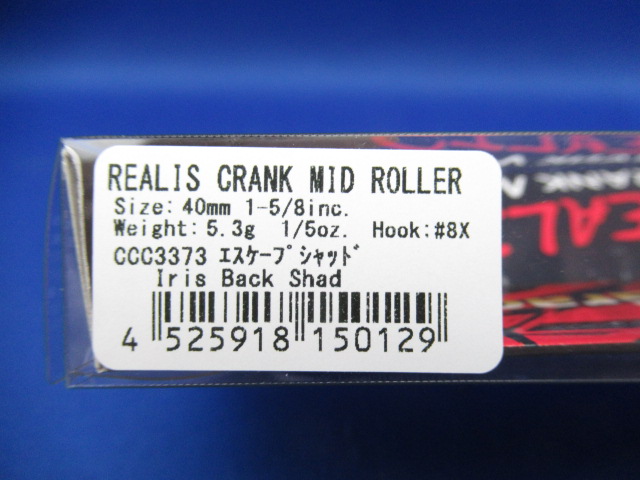 REALIS CRANK MID ROLLER
Size: 40mm 1-5/8inc.
Weight: 5.3g 1/5oz. Hook:#8X
CCC3373 ｴｽｹｰﾌﾟｼｬｯﾄﾞ
Iris Back Shad
4 525918 150129